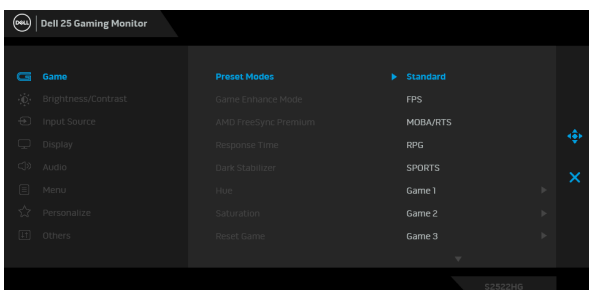 DELL
Dell 25 Gaming Monitor
Game
Brightness/Contrast
Input Source
Display
Audio
Menu
Personalize
Others
Preset Modes
Game Enhance Mode
AMD FreeSync Premium
Response Time
Dark Stabilizer
Hue
Saturation
Reset Game
Standard
FPS
MOBA/RTS
RPG
SPORTS
Game 1
Game 2
Game 3
S2522HG